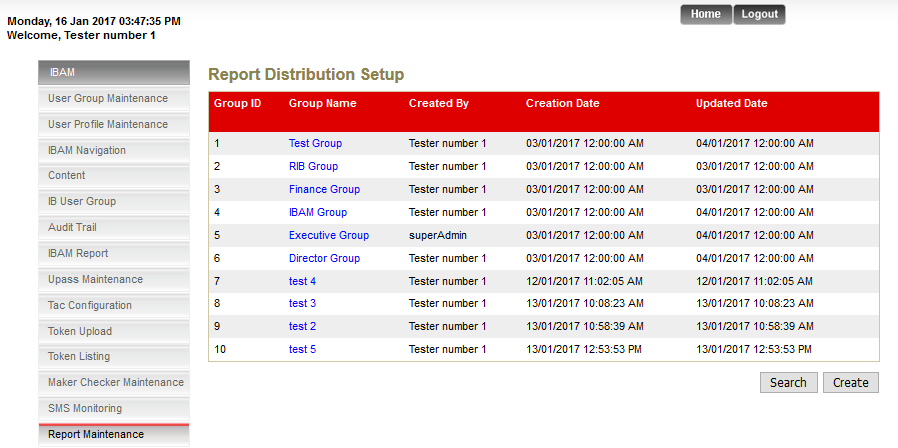 Home Logout
Monday, 16 Jan 2017 03:47:35 PM
Welcome, Tester number 1
IBAM
User Group Maintenance
User Profile Maintenance
IBAM Navigation
Content
IB User Group
Audit Trail
IBAM Report
Upass Maintenance
Tac Configuration
Token Upload
Token Listing
Maker Checker Maintenance
SMS Monitoring
Report Maintenance
Report Distribution Setup
Group ID Group Name Created By Creation Date Updated Date
1 Test Group Tester number 1 03/01/2017 12:00:00 AM 04/01/2017 12:00:00 AM
2 RIB Group Tester number 1 03/01/2017 12:00:00 AM 03/01/2017 12:00:00 AM
3 Finance Group Tester number 1 03/01/2017 12:00:00 AM 03/01/2017 12:00:00 AM
4 IBAM Group Tester number 1 03/01/2017 12:00:00 AM 04/01/2017 12:00:00 AM
5 Executive Group superAdmin 03/01/2017 12:00:00 AM 04/01/2017 12:00:00 AM
6 Director Group Tester number 1 03/01/2017 12:00:00 AM 04/01/2017 12:00:00 AM
7 test 4 Tester number 1 12/01/2017 11:02:05 AM 12/01/2017 11:02:05 AM
8 test 3 Tester number 1 13/01/2017 10:08:23 AM 13/01/2017 10:08:23 AM
9 test 2 Tester number 1 13/01/2017 10:58:39 AM 13/01/2017 10:58:39 AM
10 test 5 Tester number 1 13/01/2017 12:53:53 PM 13/01/2017 12:53:53 PM
Search Create